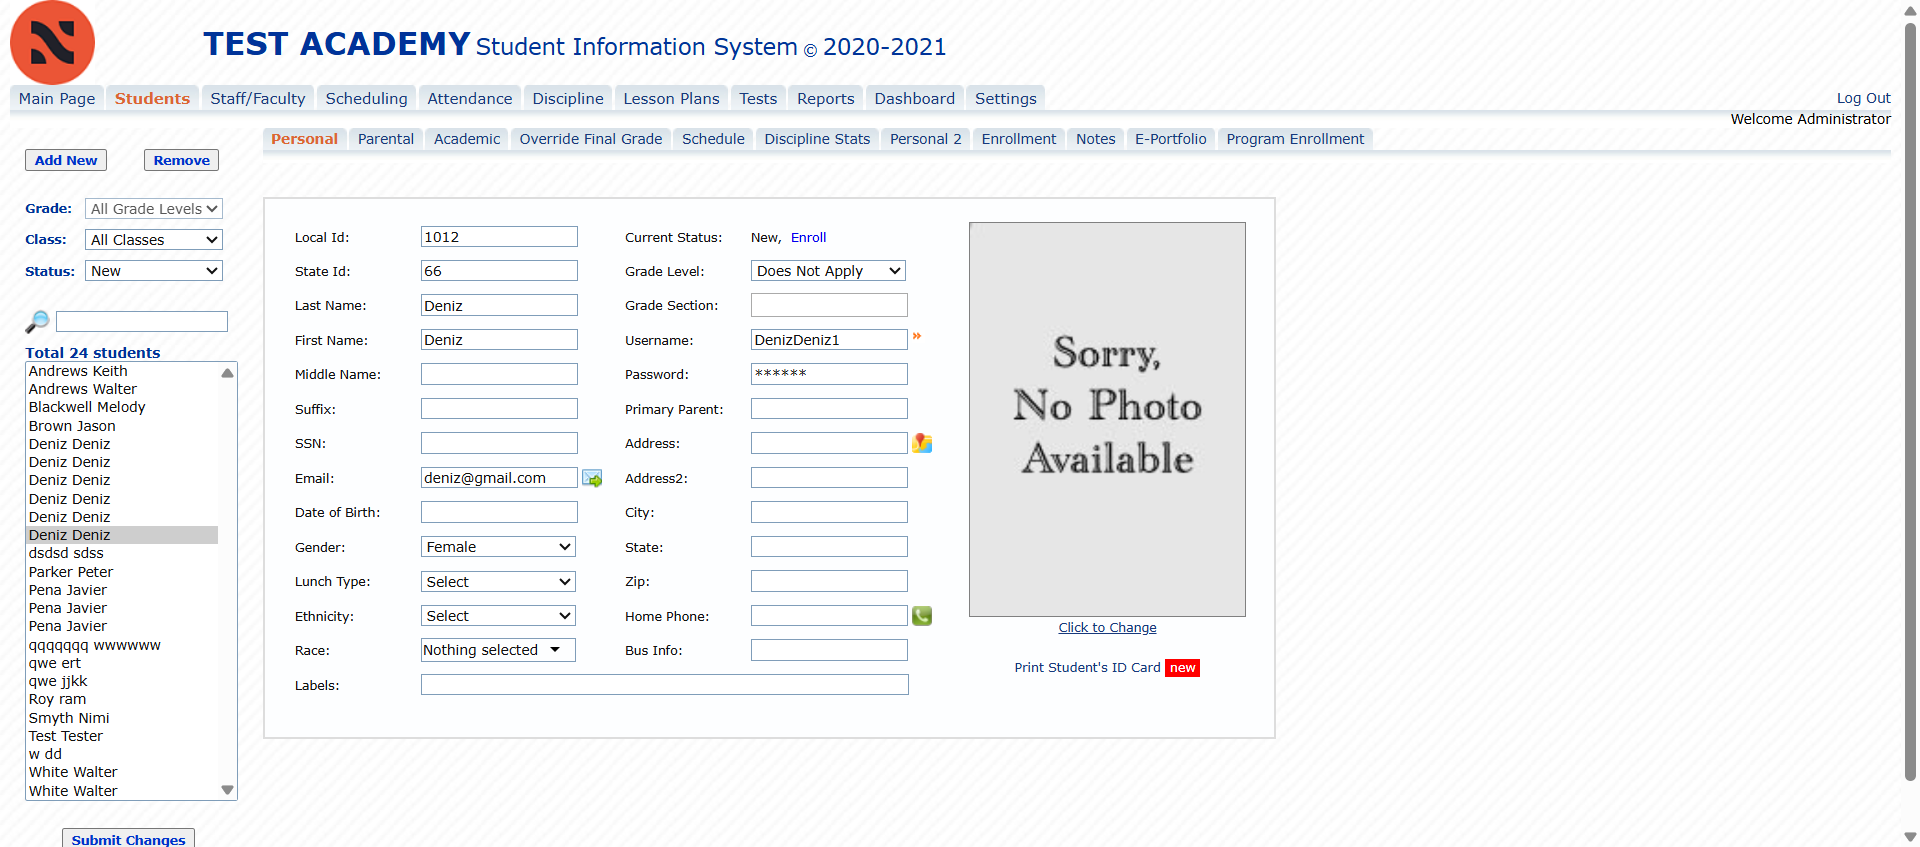 TEST ACADEMY Student Information System © 2020-2021
Main Page Students Staff/Faculty Scheduling Attendance Discipline Lesson Plans Tests Reports Dashboard Settings Log Out
Welcome Administrator
Personal Parental Academic Override Final Grade Schedule Discipline Stats Personal 2 Enrollment Notes E-Portfolio Program Enrollment
Add New Remove
Grade: All Grade Levels
Class: All Classes
Status: New
Total 24 students
Andrews Keith
Andrews Walter
Blackwell Melody
Brown Jason
Deniz Deniz
Deniz Deniz
Deniz Deniz
Deniz Deniz
Deniz Deniz
Deniz Deniz
dsdsd sdss
Parker Peter
Pena Javier
Pena Javier
Pena Javier
qqqqqqq wwwwww
qwe ert
qwe jjkk
Roy ram
Smyth Nimi
Test Tester
w dd
White Walter
White Walter
Submit Changes
Local Id: 1012
State Id: 66
Last Name: Deniz
First Name: Deniz
Middle Name:
Suffix:
SSN:
Email: deniz@gmail.com
Date of Birth:
Gender: Female
Lunch Type: Select
Ethnicity: Select
Race: Nothing selected
Labels:
Current Status: New, Enroll
Grade Level: Does Not Apply
Grade Section:
Username: DenizDeniz1 »
Password: ******
Primary Parent:
Address:
Address2:
City:
State:
Zip:
Home Phone:
Bus Info:
Sorry,
No Photo
Available
Click to Change
Print Student's ID Card new